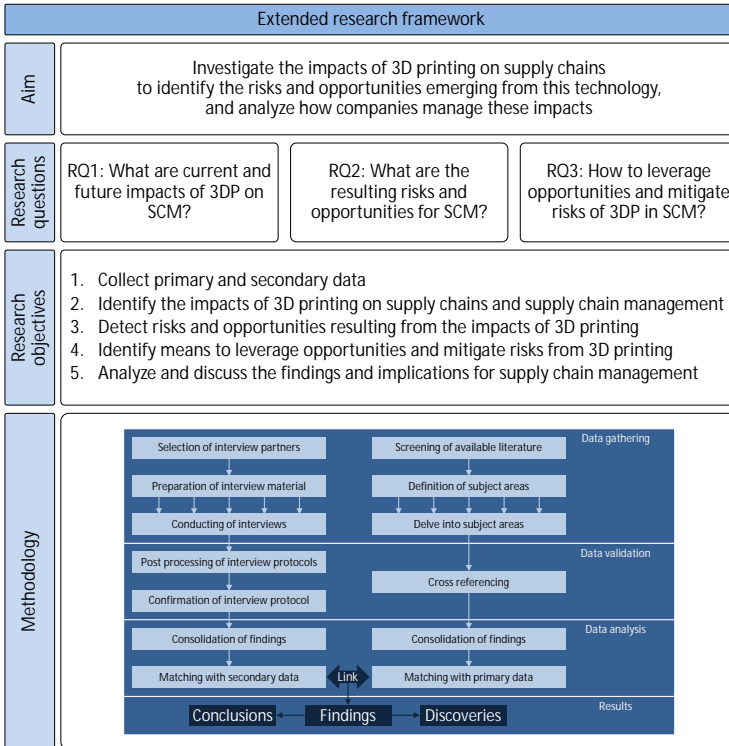 Extended research framework
Aim
Investigate the impacts of 3D printing on supply chains
to identify the risks and opportunities emerging from this technology,
and analyze how companies manage these impacts
Research
questions
RQ1: What are current and
future impacts of 3DP on
SCM?
RQ2: What are the
resulting risks and
opportunities for SCM?
RQ3: How to leverage
opportunities and mitigate
risks of 3DP in SCM?
Research
objectives
1. Collect primary and secondary data
2. Identify the impacts of 3D printing on supply chains and supply chain management
3. Detect risks and opportunities resulting from the impacts of 3D printing
4. Identify means to leverage opportunities and mitigate risks from 3D printing
5. Analyze and discuss the findings and implications for supply chain management
Methodology
Data gathering
Selection of interview partners
Preparation of interview material
Conducting of interviews
Screening of available literature
Definition of subject areas
Delve into subject areas
Data validation
Post processing of interview protocols
Confirmation of interview protocol
Cross referencing
Data analysis
Consolidation of findings
Matching with secondary data
Link
Consolidation of findings
Matching with primary data
Results
Conclusions
Findings
Discoveries